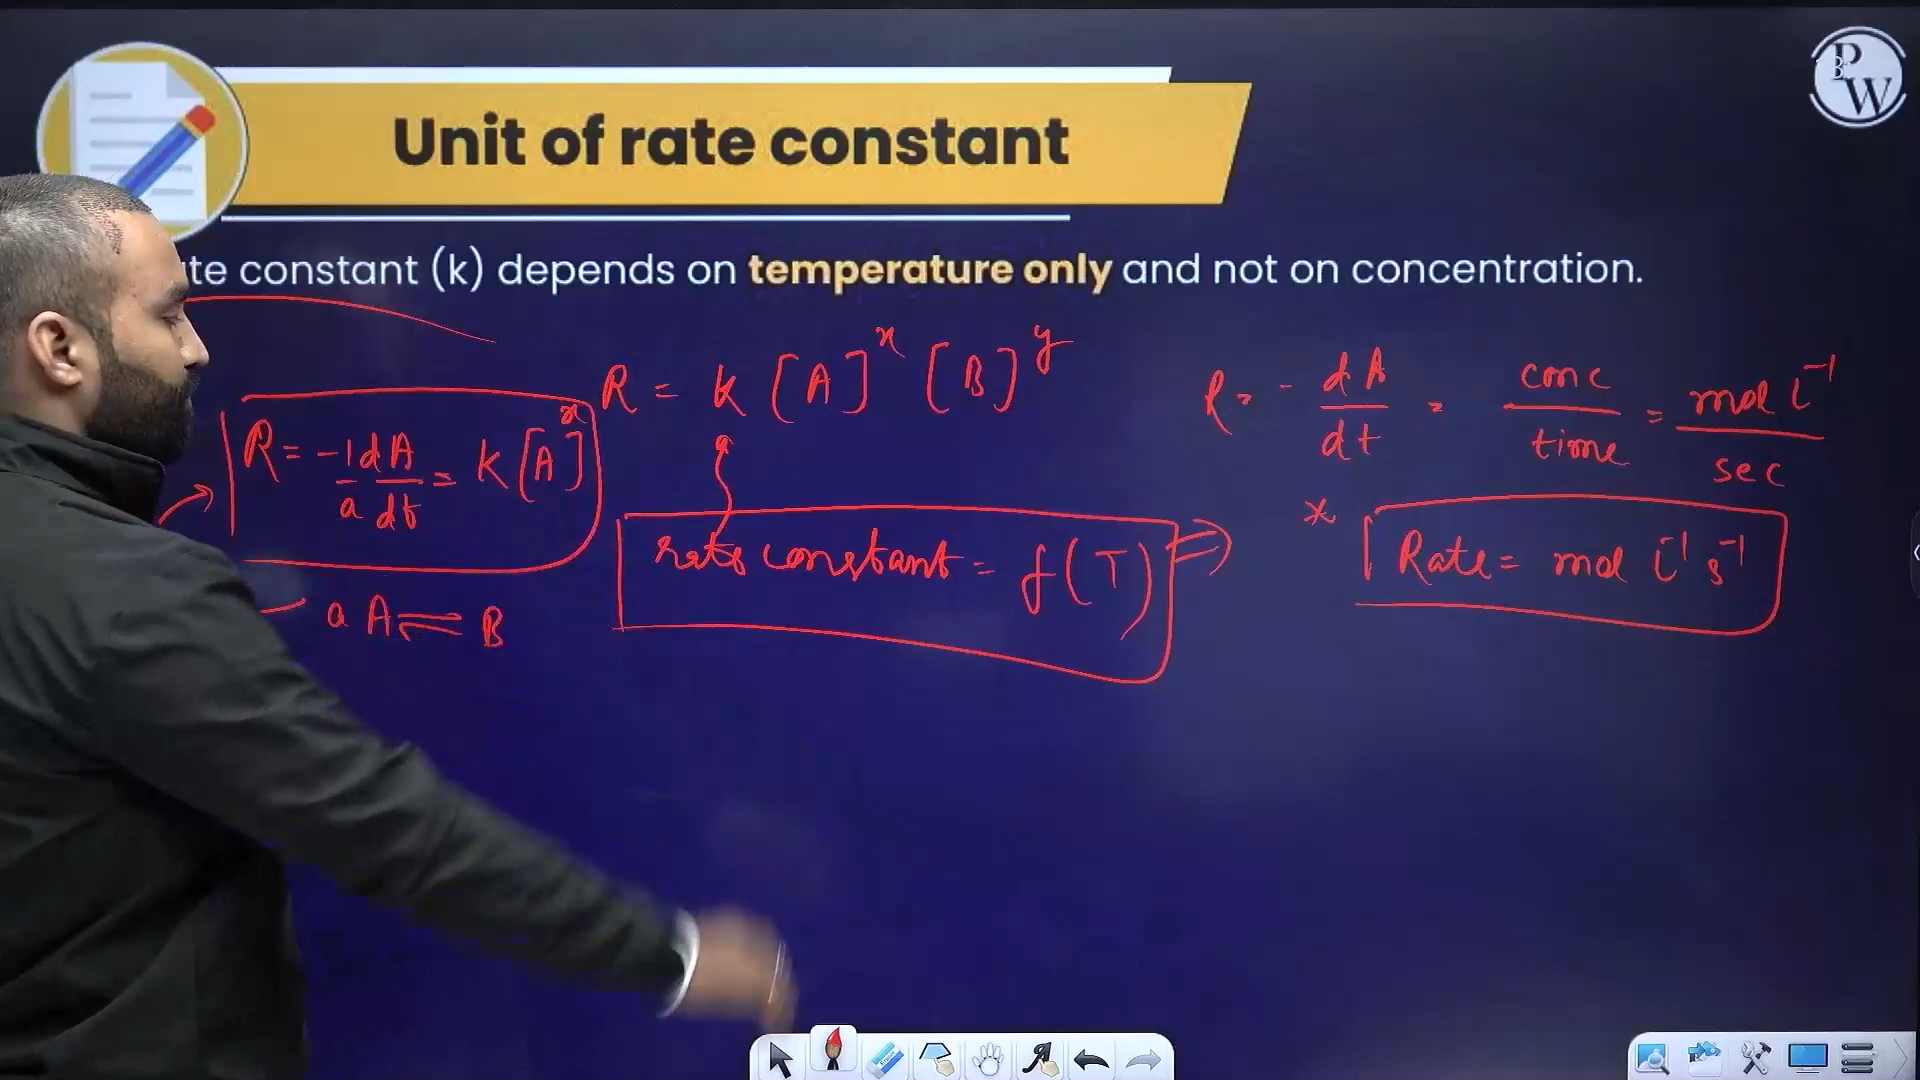 PW
Unit of rate constant
te constant (k) depends on temperature only and not on concentration.
R = k [A]^x [B]^y
R = - dA/dt = conc/time = mol L^-1/sec
R = -1/a dA/dt = k[A]^x
rate constant = f(T) ⇒
* Rate = mol L^-1 s^-1
a A ⇌ B